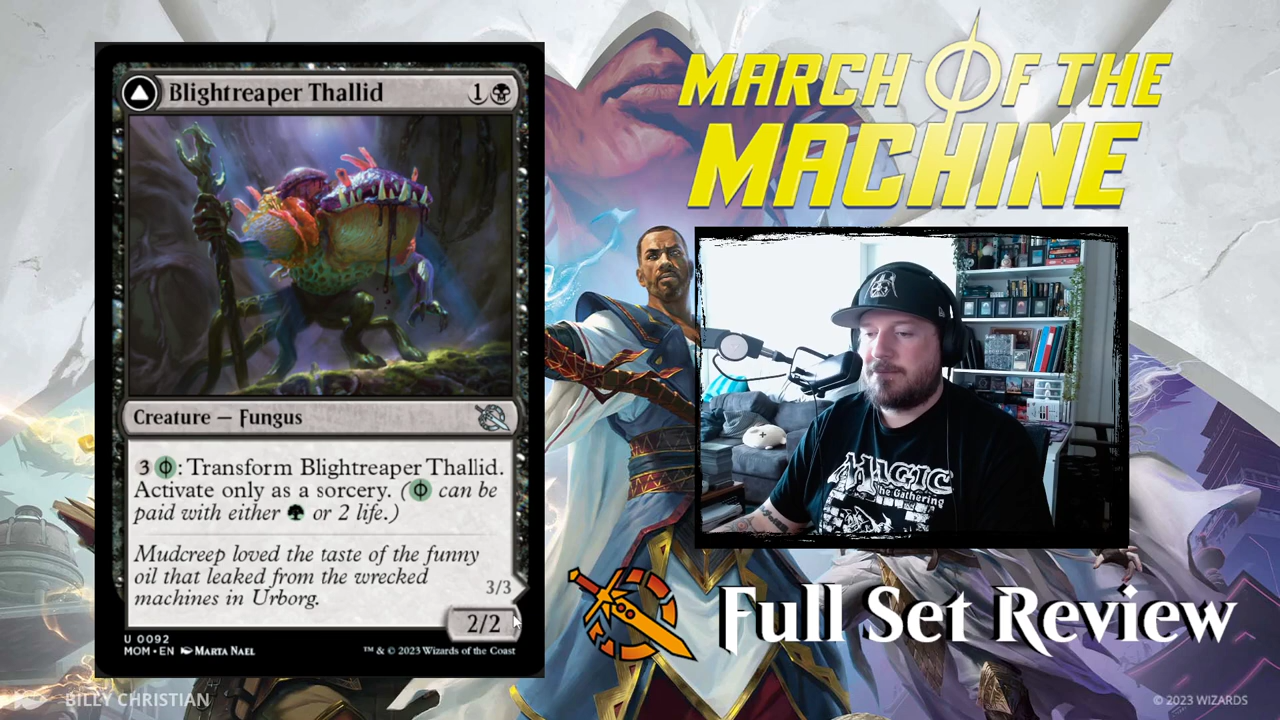 Blightreaper Thallid 1
Creature — Fungus
3: Transform Blightreaper Thallid.
Activate only as a sorcery. ( can be
paid with either or 2 life.)
Mudcreep loved the taste of the funny
oil that leaked from the wrecked
machines in Urborg.
3/3
2/2
U 0092
MOM • EN MARTA NAEL
™ & © 2023 Wizards of the Coast
BILLY CHRISTIAN
MARCH OF THE
MACHINE
MAGIC
The Gathering
Full Set Review
© 2023 WIZARDS